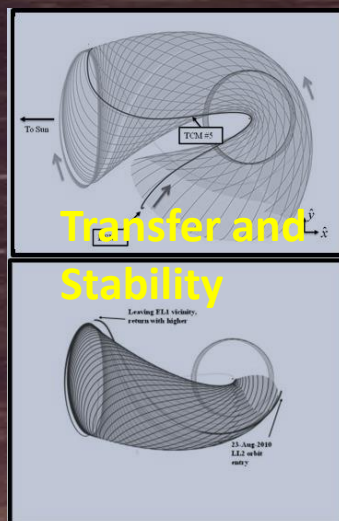 To Sun
TCM #5
ŷ
x̂
Transfer and
Stability
Leaving EL1 vicinity,
return with higher
23-Aug-2010
LL2 orbit
entry